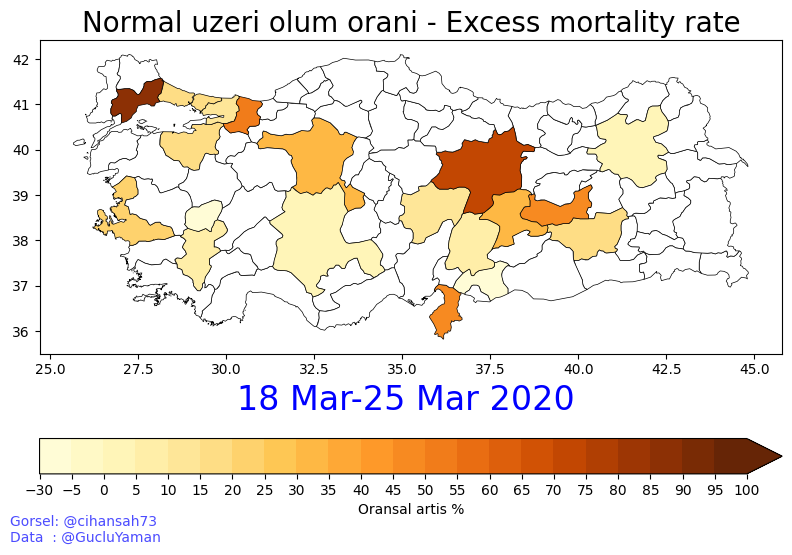 Normal uzeri olum orani - Excess mortality rate
42
41
40
39
38
37
36
25.0 27.5 30.0 32.5 35.0 37.5 40.0 42.5 45.0
18 Mar-25 Mar 2020
−30 −5 0 5 10 15 20 25 30 35 40 45 50 55 60 65 70 75 80 85 90 95 100
Oransal artis %
Gorsel: @cihansah73
Data : @GucluYaman